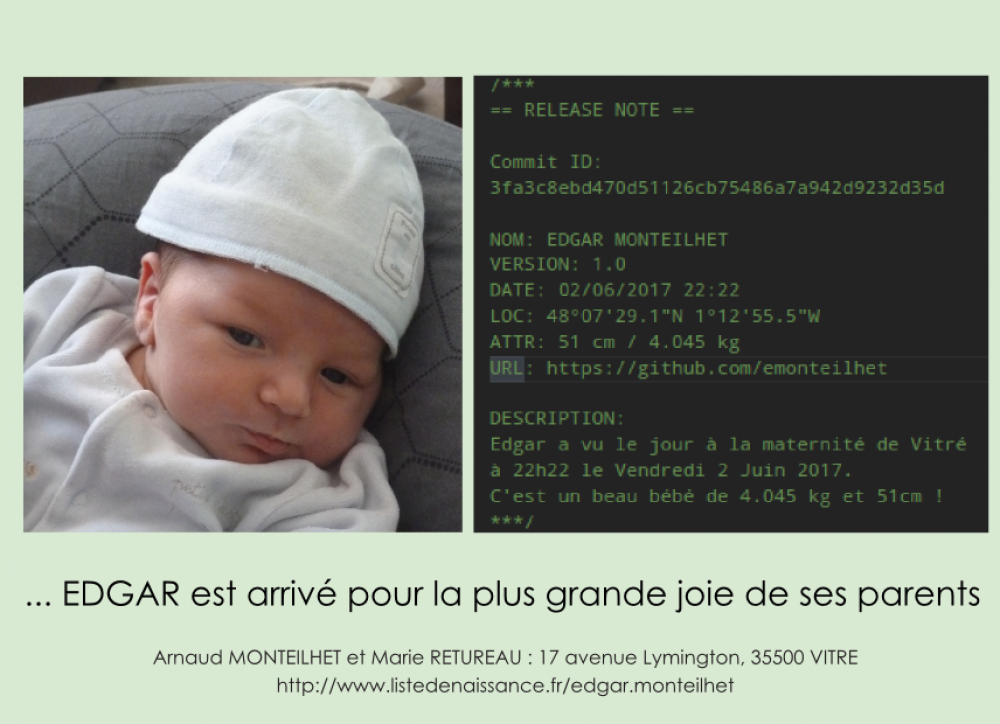 /***
== RELEASE NOTE ==
Commit ID:
3fa3c8ebd470d51126cb75486a7a942d9232d35d
NOM: EDGAR MONTEILHET
VERSION: 1.0
DATE: 02/06/2017 22:22
LOC: 48°07'29.1"N 1°12'55.5"W
ATTR: 51 cm / 4.045 kg
URL: https://github.com/emonteilhet
DESCRIPTION:
Edgar a vu le jour à la maternité de Vitré
à 22h22 le Vendredi 2 Juin 2017.
C'est un beau bébé de 4.045 kg et 51cm !
***/
... EDGAR est arrivé pour la plus grande joie de ses parents
Arnaud MONTEILHET et Marie RETUREAU : 17 avenue Lymington, 35500 VITRE
http://www.listedenaissance.fr/edgar.monteilhet